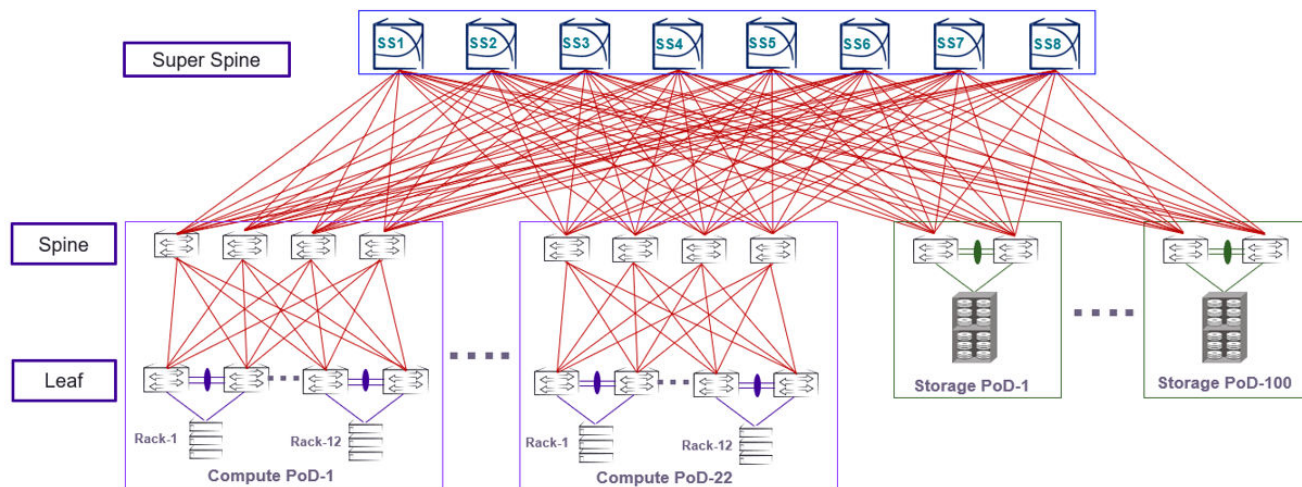 SS1 SS2 SS3 SS4 SS5 SS6 SS7 SS8
Super Spine
Spine
Leaf
Storage PoD-1
Storage PoD-100
Rack-1
Rack-12
Rack-1
Rack-12
Compute PoD-1
Compute PoD-22